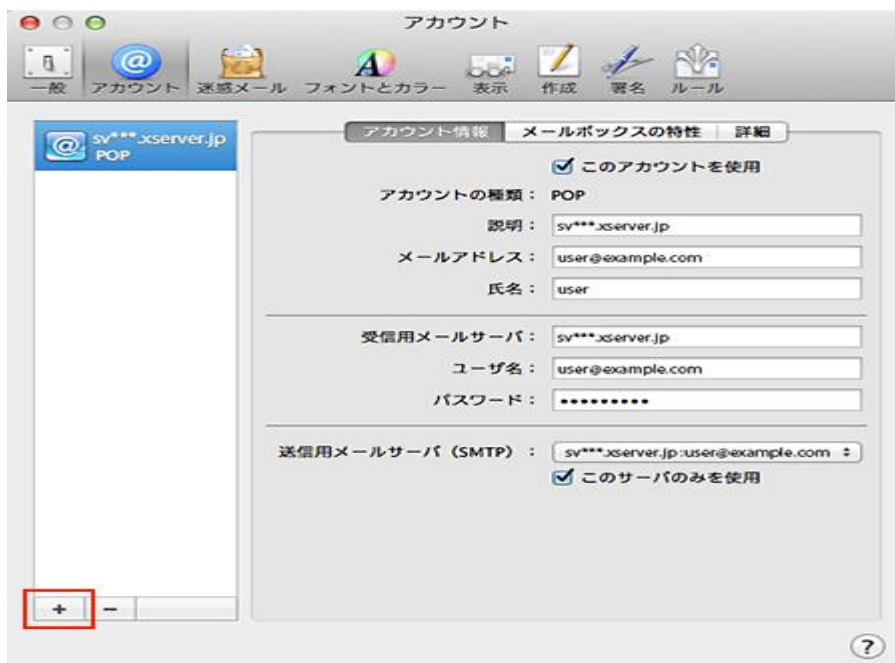 アカウント
一般 アカウント 迷惑メール フォントとカラー 表示 作成 署名 ルール
sv***.xserver.jp
POP
アカウント情報 メールボックスの特性 詳細
このアカウントを使用
アカウントの種類： POP
説明： sv***.xserver.jp
メールアドレス： user@example.com
氏名： user
受信用メールサーバ： sv***.xserver.jp
ユーザ名： user@example.com
パスワード： •••••••••
送信用メールサーバ（SMTP）： sv***.xserver.jp:user@example.com
このサーバのみを使用
+ −
?